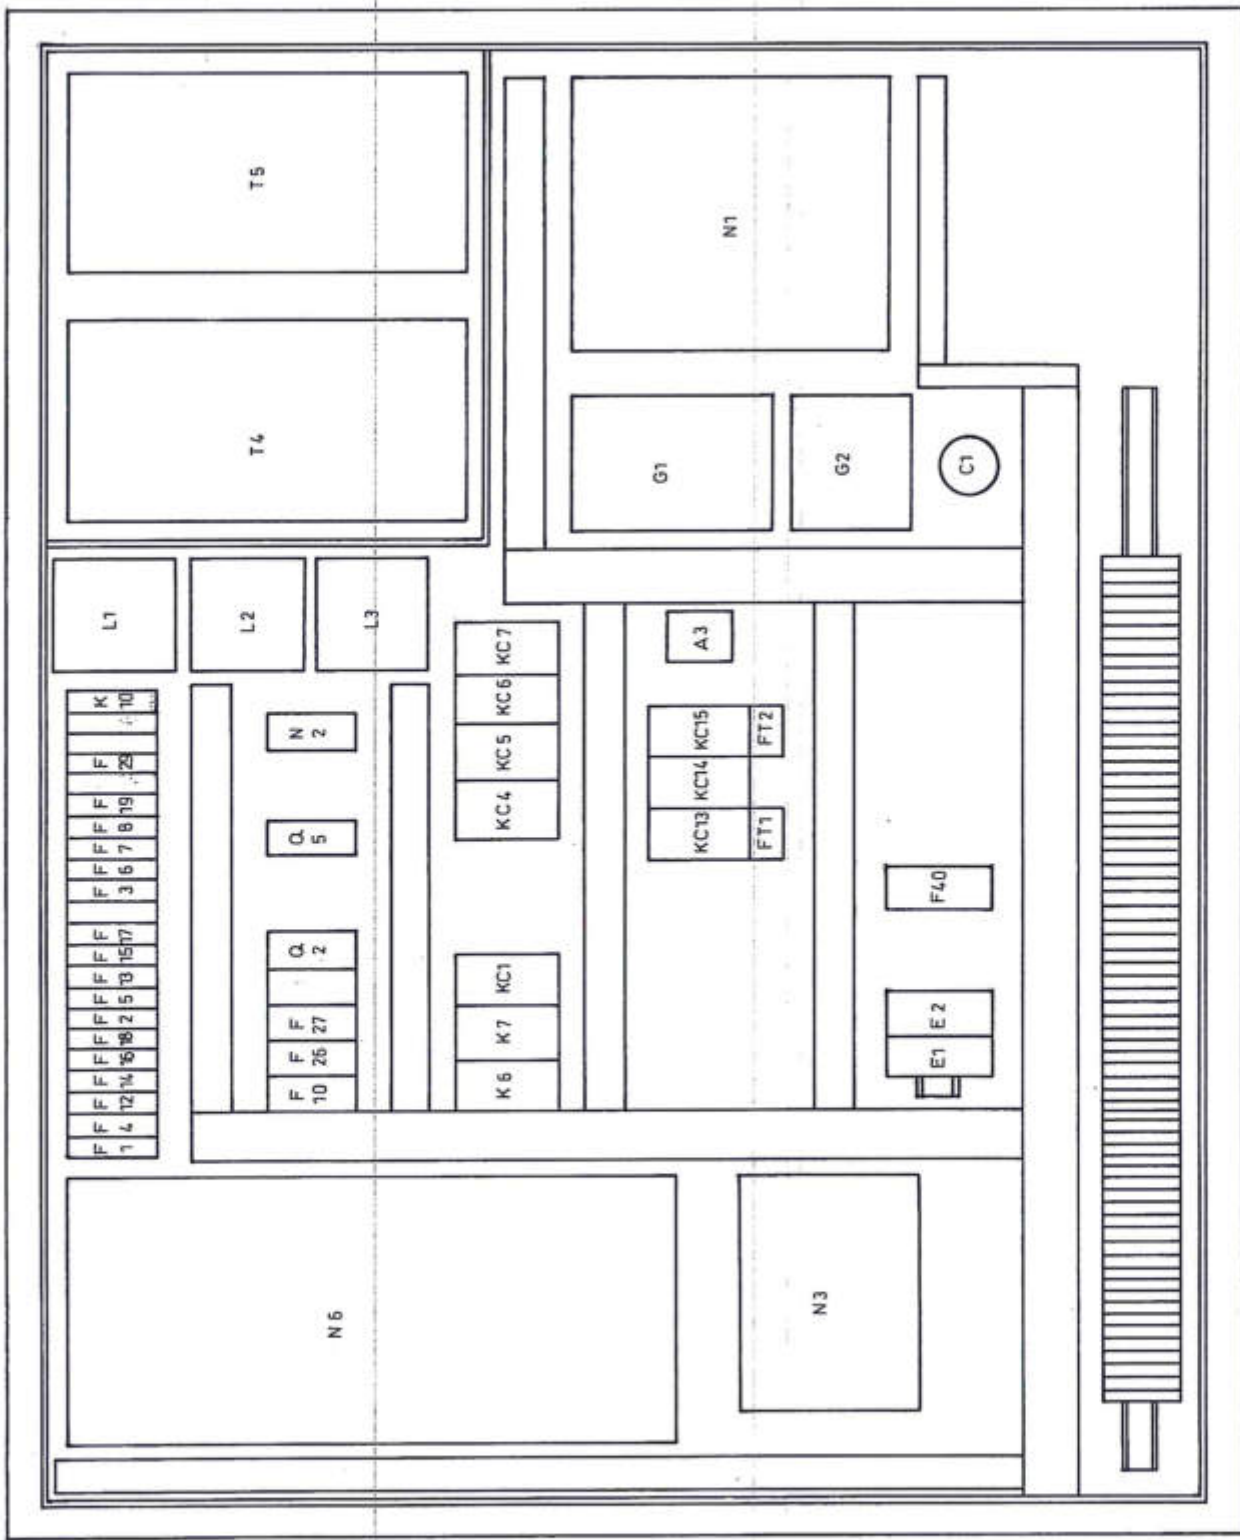 F F F F F F F F F F F F F F F F F K
1 4 12 14 16 18 2 5 13 15 17 3 6 7 8 19 29 10
L1
T4
T5
L2
F F F Q Q N
10 26 27 2 5 2
N6
L3
K6 K7 KC1 KC4 KC5 KC6 KC7
G1
N1
KC13 KC14 KC15
A3
FT1 FT2
N3
G2
E1 E2 F40
C1